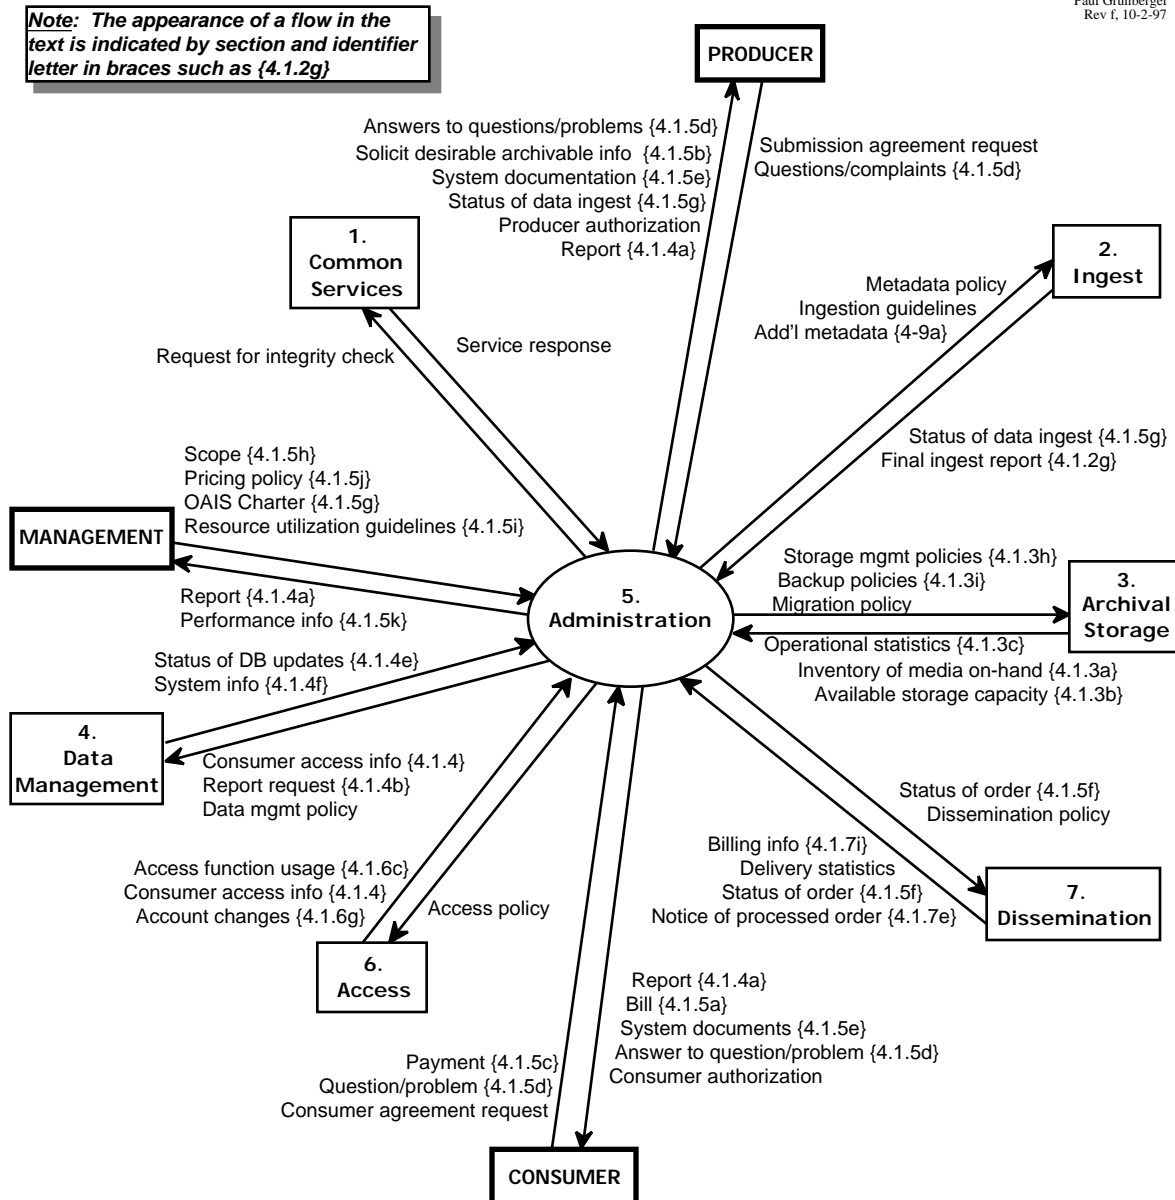 Paul Grunberger
Rev f, 10-2-97
Note: The appearance of a flow in the
text is indicated by section and identifier
letter in braces such as {4.1.2g}
PRODUCER
Answers to questions/problems {4.1.5d}
Solicit desirable archivable info {4.1.5b}
System documentation {4.1.5e}
Status of data ingest {4.1.5g}
Producer authorization
Report {4.1.4a}
Submission agreement request
Questions/complaints {4.1.5d}
1.
Common
Services
Request for integrity check
Service response
2.
Ingest
Metadata policy
Ingestion guidelines
Add'l metadata {4-9a}
Status of data ingest {4.1.5g}
Final ingest report {4.1.2g}
Scope {4.1.5h}
Pricing policy {4.1.5j}
OAIS Charter {4.1.5g}
Resource utilization guidelines {4.1.5i}
MANAGEMENT
Report {4.1.4a}
Performance info {4.1.5k}
5.
Administration
Storage mgmt policies {4.1.3h}
Backup policies {4.1.3i}
Migration policy
3.
Archival
Storage
Operational statistics {4.1.3c}
Inventory of media on-hand {4.1.3a}
Available storage capacity {4.1.3b}
Status of DB updates {4.1.4e}
System info {4.1.4f}
4.
Data
Management
Consumer access info {4.1.4}
Report request {4.1.4b}
Data mgmt policy
Status of order {4.1.5f}
Dissemination policy
Billing info {4.1.7i}
Delivery statistics
Status of order {4.1.5f}
Notice of processed order {4.1.7e}
7.
Dissemination
Access function usage {4.1.6c}
Consumer access info {4.1.4}
Account changes {4.1.6g}
Access policy
6.
Access
Report {4.1.4a}
Bill {4.1.5a}
System documents {4.1.5e}
Answer to question/problem {4.1.5d}
Consumer authorization
Payment {4.1.5c}
Question/problem {4.1.5d}
Consumer agreement request
CONSUMER